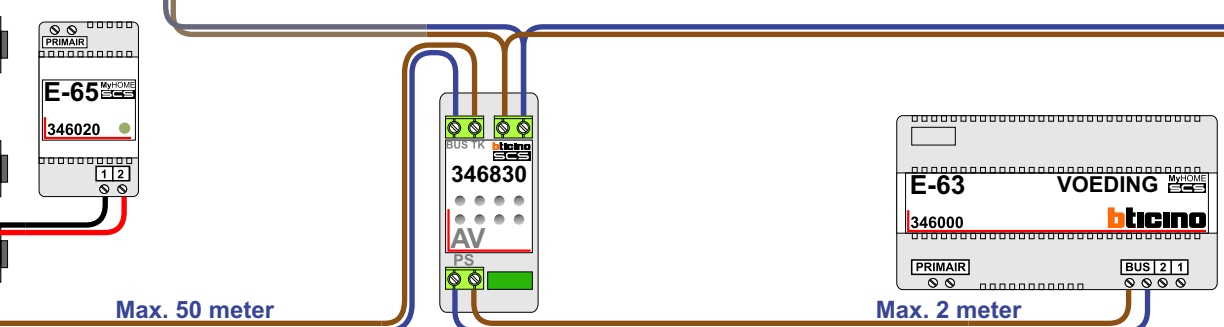 PRIMAIR
E-65 MyHOME
SCS
346020
1 2
BUS TK bticino
SCS
346830
AV
PS
E-63 VOEDING MyHOME
SCS
346000 bticino
PRIMAIR BUS 2 1
Max. 50 meter
Max. 2 meter